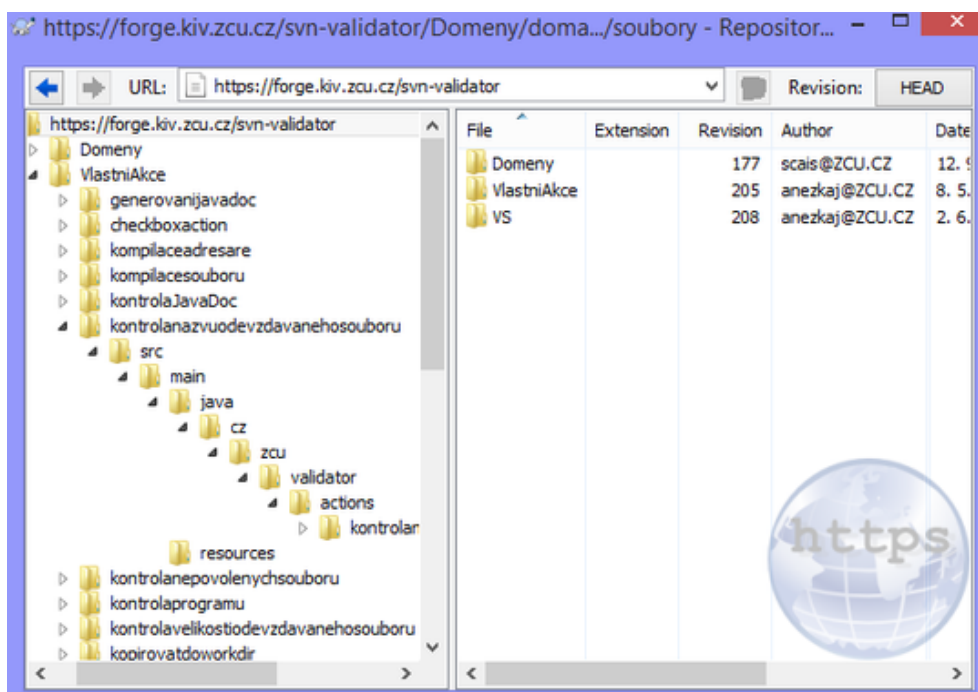 https://forge.kiv.zcu.cz/svn-validator/Domeny/doma.../soubory - Repositor...
URL: https://forge.kiv.zcu.cz/svn-validator Revision: HEAD
https://forge.kiv.zcu.cz/svn-validator
Domeny
VlastniAkce
generovanijavadoc
checkboxaction
kompilaceadresare
kompilacesouboru
kontrolaJavaDoc
kontrolanazvuodevzdavanehosouboru
src
main
java
cz
zcu
validator
actions
kontrolar
resources
kontrolanepovolenychsouboru
kontrolaprogramu
kontrolavelikostiodevzdavanehosouboru
kopirovatdoworkdir
File Extension Revision Author Date
Domeny 177 scais@ZCU.CZ 12. 9
VlastniAkce 205 anezkaj@ZCU.CZ 8. 5.
VS 208 anezkaj@ZCU.CZ 2. 6.
https